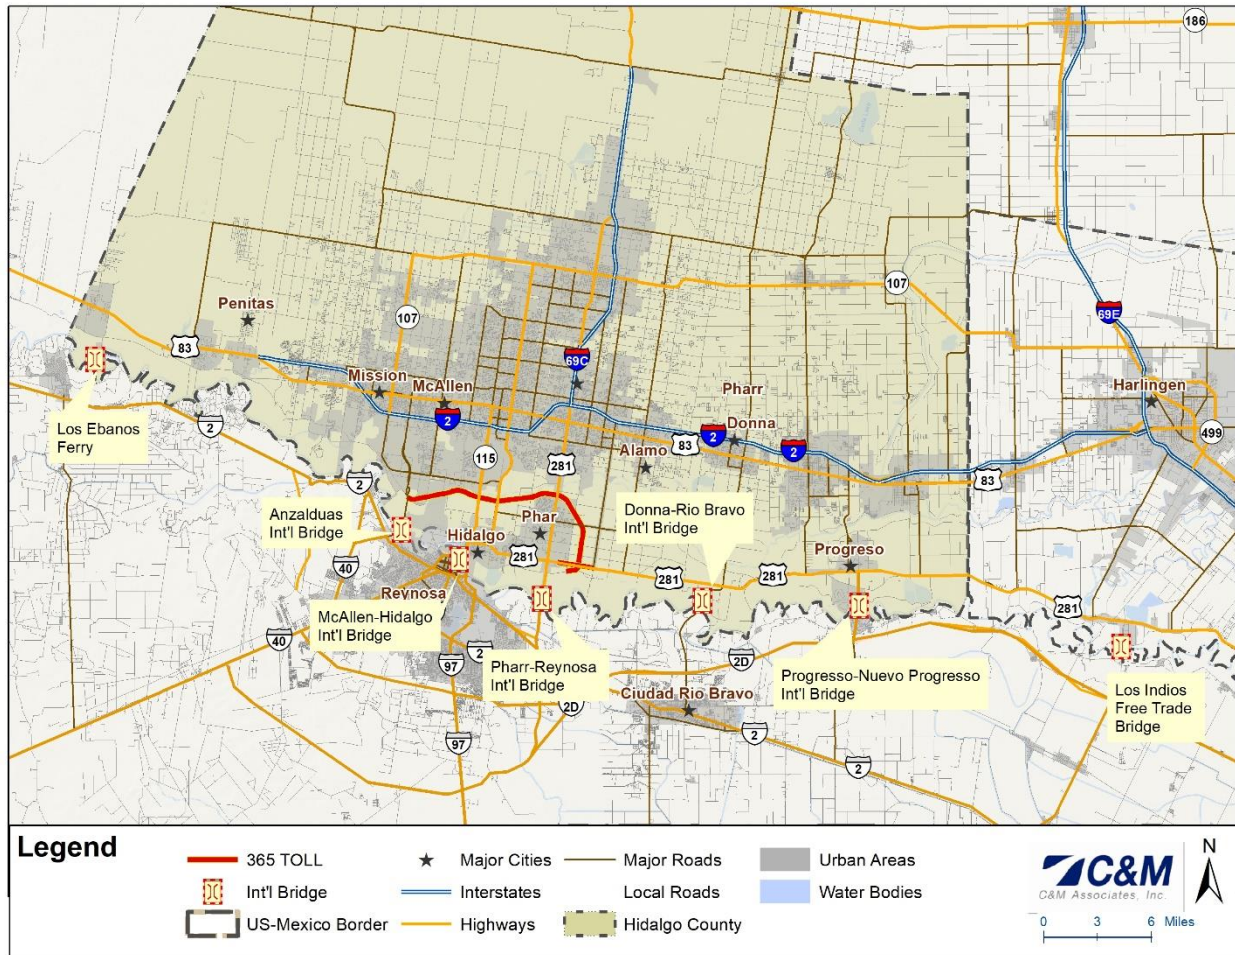 186
107
69E
Penitas
107
83
69C
Mission
McAllen
Pharr
Harlingen
2
Los Ebanos
Ferry
2
2
Donna
499
115
83
2
Alamo
281
83
2
Anzalduas
Int'l Bridge
Phar
Donna-Rio Bravo
Int'l Bridge
Hidalgo
281
Progreso
40
281
281
281
Reynosa
McAllen-Hidalgo
Int'l Bridge
40
97
2
Pharr-Reynosa
Int'l Bridge
2D
Progresso-Nuevo Progresso
Int'l Bridge
Los Indios
Free Trade
Bridge
Ciudad Rio Bravo
2D
97
2
2
Legend
365 TOLL
Major Cities
Major Roads
Urban Areas
Int'l Bridge
Interstates
Local Roads
Water Bodies
US-Mexico Border
Highways
Hidalgo County
C&M
C&M Associates, Inc.
N
0 3 6 Miles